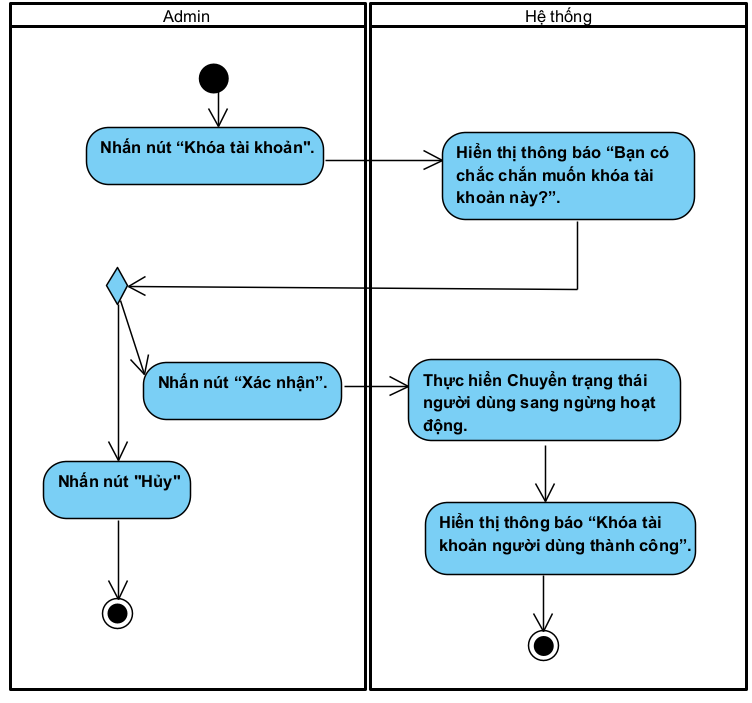 Admin
Hệ thống
Nhấn nút “Khóa tài khoản".
Hiển thị thông báo “Bạn có
chắc chắn muốn khóa tài
khoản này?”.
Nhấn nút “Xác nhận”.
Thực hiển Chuyển trạng thái
người dùng sang ngừng hoạt
động.
Nhấn nút "Hủy"
Hiển thị thông báo “Khóa tài
khoản người dùng thành công”.